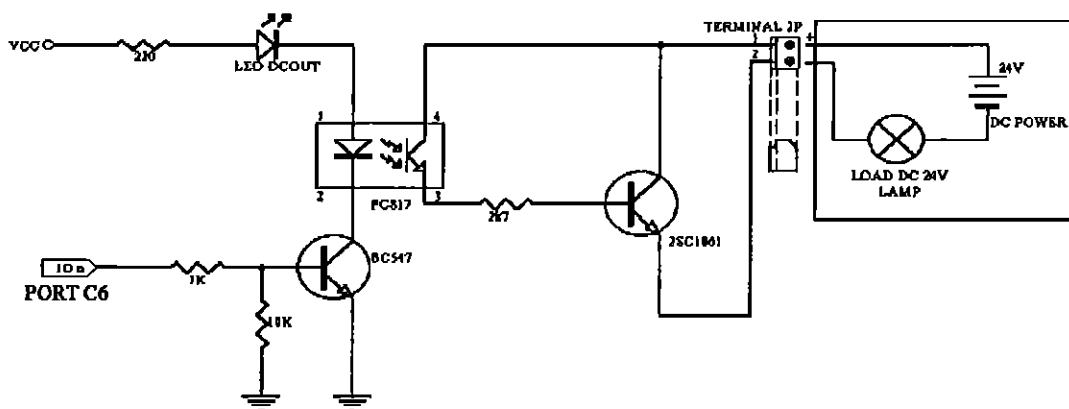 VCC
220
LED DCOUT
1
4
2
3
PC817
2k7
BC547
IO n
PORT C6
1K
10K
2SC1061
TERMINAL 2P
1
2
+
24V
DC POWER
LOAD DC 24V
LAMP